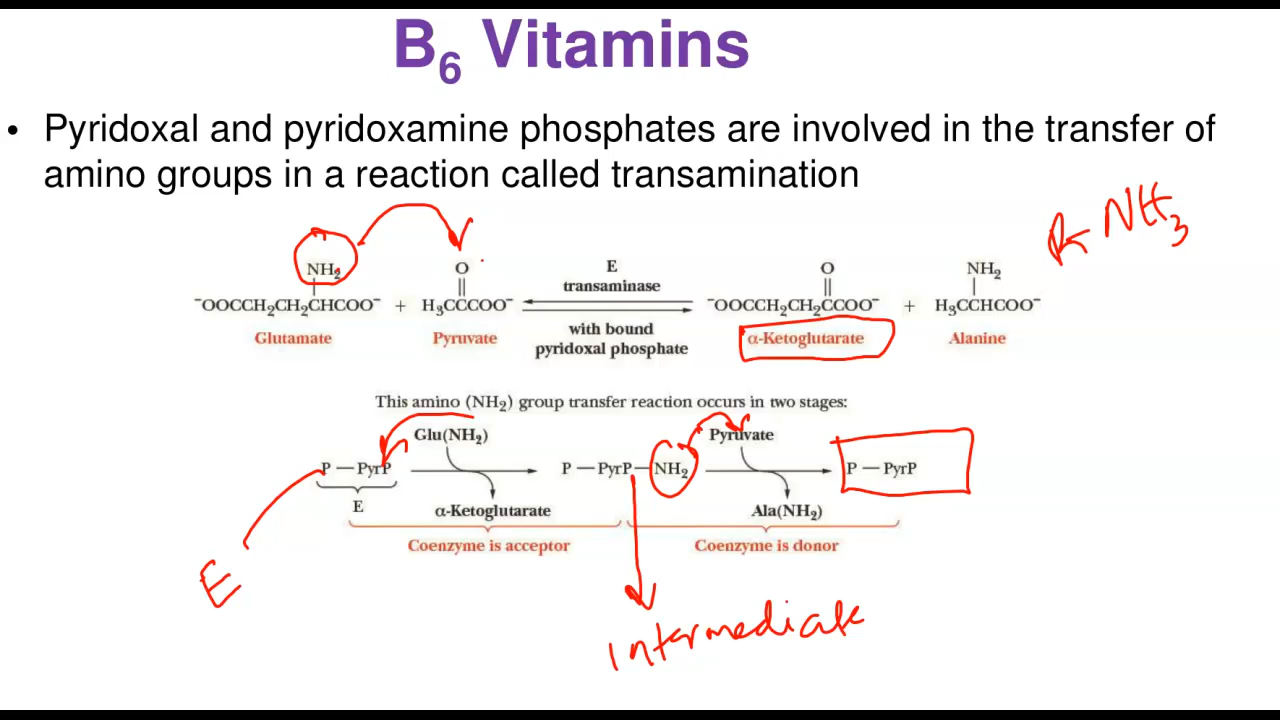 B₆ Vitamins
• Pyridoxal and pyridoxamine phosphates are involved in the transfer of
amino groups in a reaction called transamination
NH₃
NH₂ O E O NH₂
transaminase
⁻OOCCH₂CH₂CHCOO⁻ + H₃CCCOO⁻ ⁻OOCCH₂CH₂CCOO⁻ + H₃CCHCOO⁻
with bound
Glutamate Pyruvate pyridoxal phosphate α-Ketoglutarate Alanine
This amino (NH₂) group transfer reaction occurs in two stages:
Glu(NH₂) Pyruvate
P — PyrP P — PyrP — NH₂ P — PyrP
E α-Ketoglutarate Ala(NH₂)
Coenzyme is acceptor Coenzyme is donor
E
Intermediate